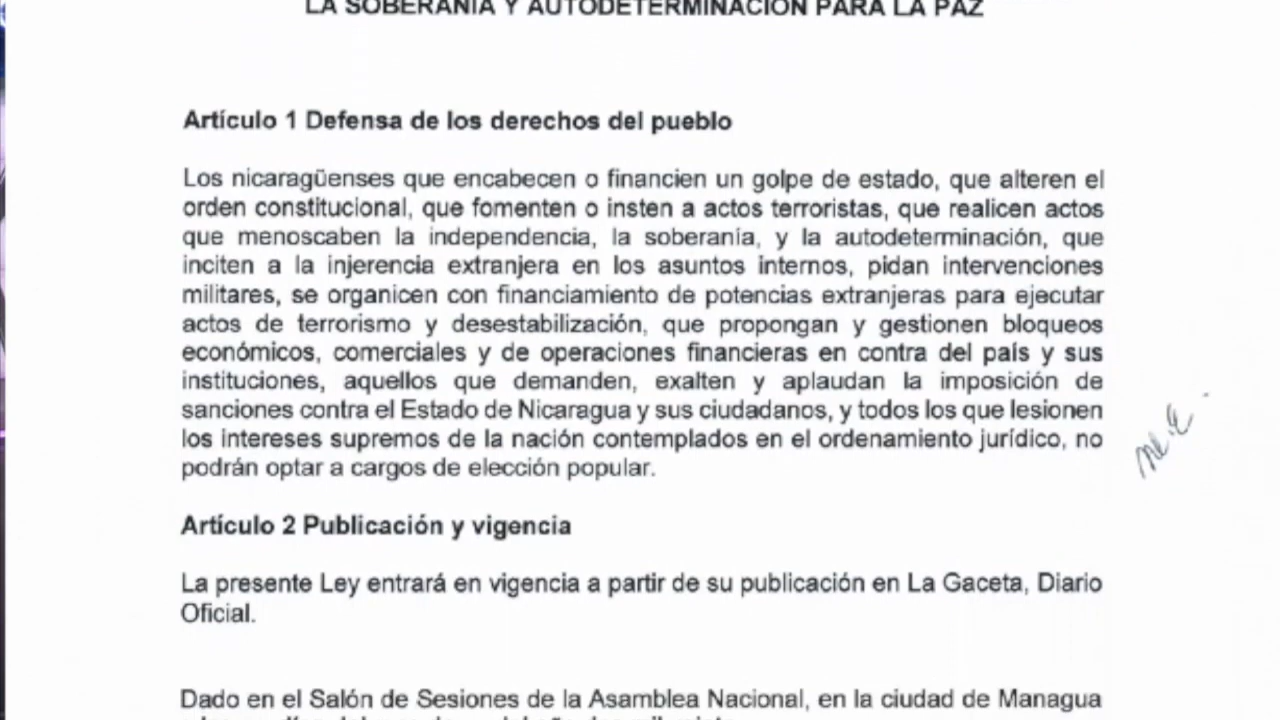 LA SOBERANÍA Y AUTODETERMINACIÓN PARA LA PAZ
Artículo 1 Defensa de los derechos del pueblo
Los nicaragüenses que encabecen o financien un golpe de estado, que alteren el
orden constitucional, que fomenten o insten a actos terroristas, que realicen actos
que menoscaben la independencia, la soberanía, y la autodeterminación, que
inciten a la injerencia extranjera en los asuntos internos, pidan intervenciones
militares, se organicen con financiamiento de potencias extranjeras para ejecutar
actos de terrorismo y desestabilización, que propongan y gestionen bloqueos
económicos, comerciales y de operaciones financieras en contra del país y sus
instituciones, aquellos que demanden, exalten y aplaudan la imposición de
sanciones contra el Estado de Nicaragua y sus ciudadanos, y todos los que lesionen
los intereses supremos de la nación contemplados en el ordenamiento jurídico, no
podrán optar a cargos de elección popular.
Artículo 2 Publicación y vigencia
La presente Ley entrará en vigencia a partir de su publicación en La Gaceta, Diario
Oficial.
Dado en el Salón de Sesiones de la Asamblea Nacional, en la ciudad de Managua